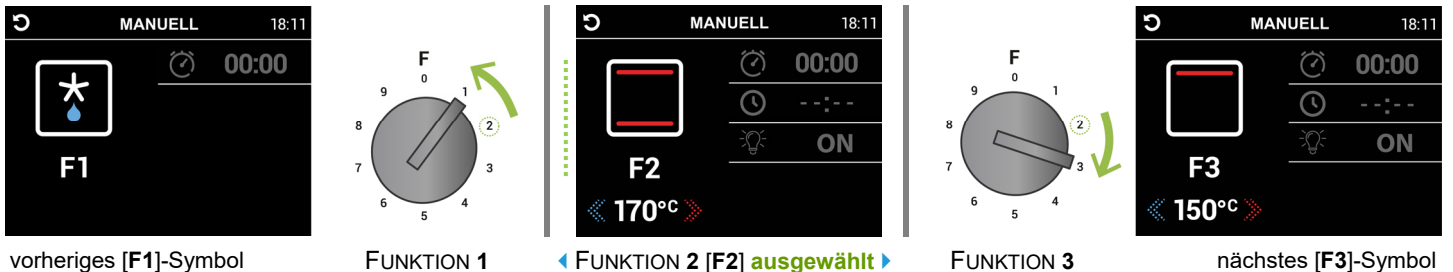 MANUELL 18:11
00:00
F1
F
0
1
2
3
4
5
6
7
8
9
MANUELL 18:11
00:00
--:--
ON
F2
170°C
F
0
1
2
3
4
5
6
7
8
9
MANUELL 18:11
00:00
--:--
ON
F3
150°C
vorheriges [F1]-Symbol
FUNKTION 1
FUNKTION 2 [F2] ausgewählt
FUNKTION 3
nächstes [F3]-Symbol